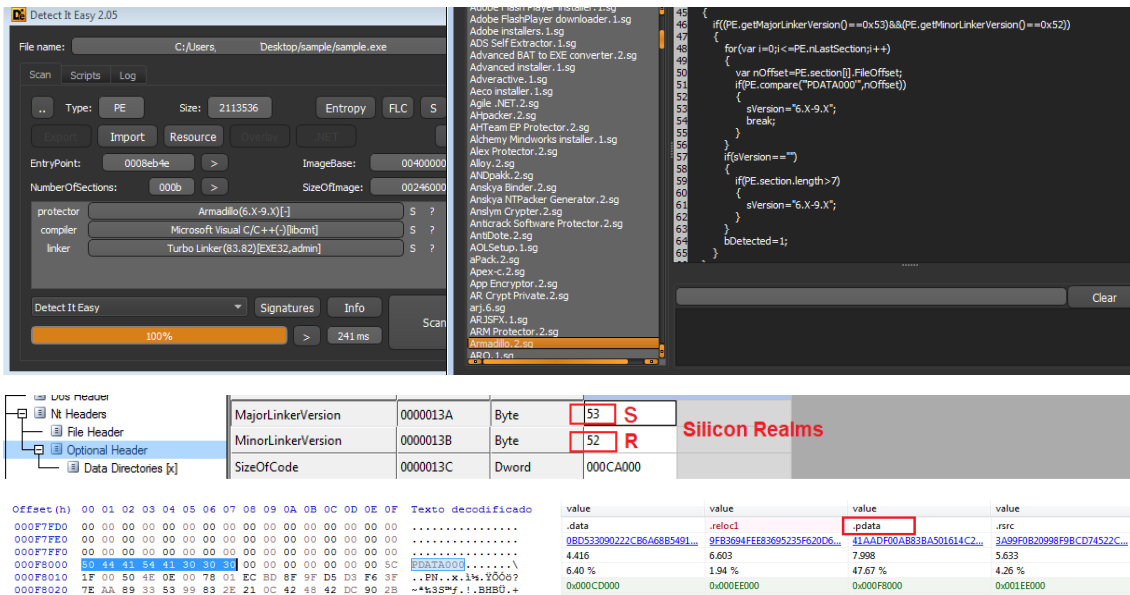 Detect It Easy 2.05
File name: C:/Users, Desktop/sample/sample.exe
Scan Scripts Log
.. Type: PE Size: 2113536 Entropy FLC S
Export Import Resource Overlay .NET
EntryPoint: 0008eb4e > ImageBase: 00400000
NumberOfSections: 000b > SizeOfImage: 00246000
protector Armadillo(6.X-9.X)[-] S ?
compiler Microsoft Visual C/C++(-)[libcmt] S ?
linker Turbo Linker(83.82)[EXE32,admin] S ?
Detect It Easy Signatures Info
Scan
100% > 241 ms
Adobe Flash Player installer.1.sg
Adobe FlashPlayer downloader.1.sg
Adobe installers.1.sg
ADS Self Extractor.1.sg
Advanced BAT to EXE converter.2.sg
Advanced installer.1.sg
Adveractive.1.sg
Aeco installer.1.sg
Agile .NET.2.sg
AHpacker.2.sg
AHTeam EP Protector.2.sg
Alchemy Mindworks installer.1.sg
Alex Protector.2.sg
Alloy.2.sg
ANDpakk.2.sg
Anskya Binder.2.sg
Anskya NTPacker Generator.2.sg
Anslym Crypter.2.sg
Anticrack Software Protector.2.sg
AntiDote.2.sg
AOLSetup.1.sg
aPack.2.sg
Apex-c.2.sg
App Encryptor.2.sg
AR Crypt Private.2.sg
arj.6.sg
ARJSFX.1.sg
ARM Protector.2.sg
Armadillo.2.sg
ARQ.1.sg
45 {
46 if((PE.getMajorLinkerVersion()==0x53)&&(PE.getMinorLinkerVersion()==0x52))
47 {
48 for(var i=0;i<=PE.nLastSection;i++)
49 {
50 var nOffset=PE.section[i].FileOffset;
51 if(PE.compare("'PDATA000'",nOffset))
52 {
53 sVersion="6.X-9.X";
54 break;
55 }
56 }
57 if(sVersion=="")
58 {
59 if(PE.section.length>7)
60 {
61 sVersion="6.X-9.X";
62 }
63 }
64 bDetected=1;
65 }
Clear
Dos Header
Nt Headers
File Header
Optional Header
Data Directories [x]
MajorLinkerVersion 0000013A Byte 53 S
MinorLinkerVersion 0000013B Byte 52 R
Silicon Realms
SizeOfCode 0000013C Dword 000CA000
Offset(h) 00 01 02 03 04 05 06 07 08 09 0A 0B 0C 0D 0E 0F Texto decodificado
000F7FD0 00 00 00 00 00 00 00 00 00 00 00 00 00 00 00 00 ................
000F7FE0 00 00 00 00 00 00 00 00 00 00 00 00 00 00 00 00 ................
000F7FF0 00 00 00 00 00 00 00 00 00 00 00 00 00 00 00 00 ................
000F8000 50 44 41 54 41 30 30 30 00 00 00 00 00 00 00 5C PDATA000.......\
000F8010 1F 00 50 4E 0E 00 78 01 EC BD 8F 9F D5 D3 F6 3F ..PN..x.ì½.ŸÕÓö?
000F8020 7E AA 89 33 53 99 83 2E 21 0C 42 48 42 DC 90 2B ~ª‰3S™ƒ.!.BHBÜ.+
value value value value
.data .reloc1 .pdata .rsrc
0BD533090222CB6A68B5491... 9FB3694FEE83695235F620D6... 41AADF00AB83BA501614C2... 3A99F0B20998F9BCD74522C...
4.416 6.603 7.998 5.633
6.40 % 1.94 % 47.67 % 4.26 %
0x000CD000 0x000EE000 0x000F8000 0x001EE000